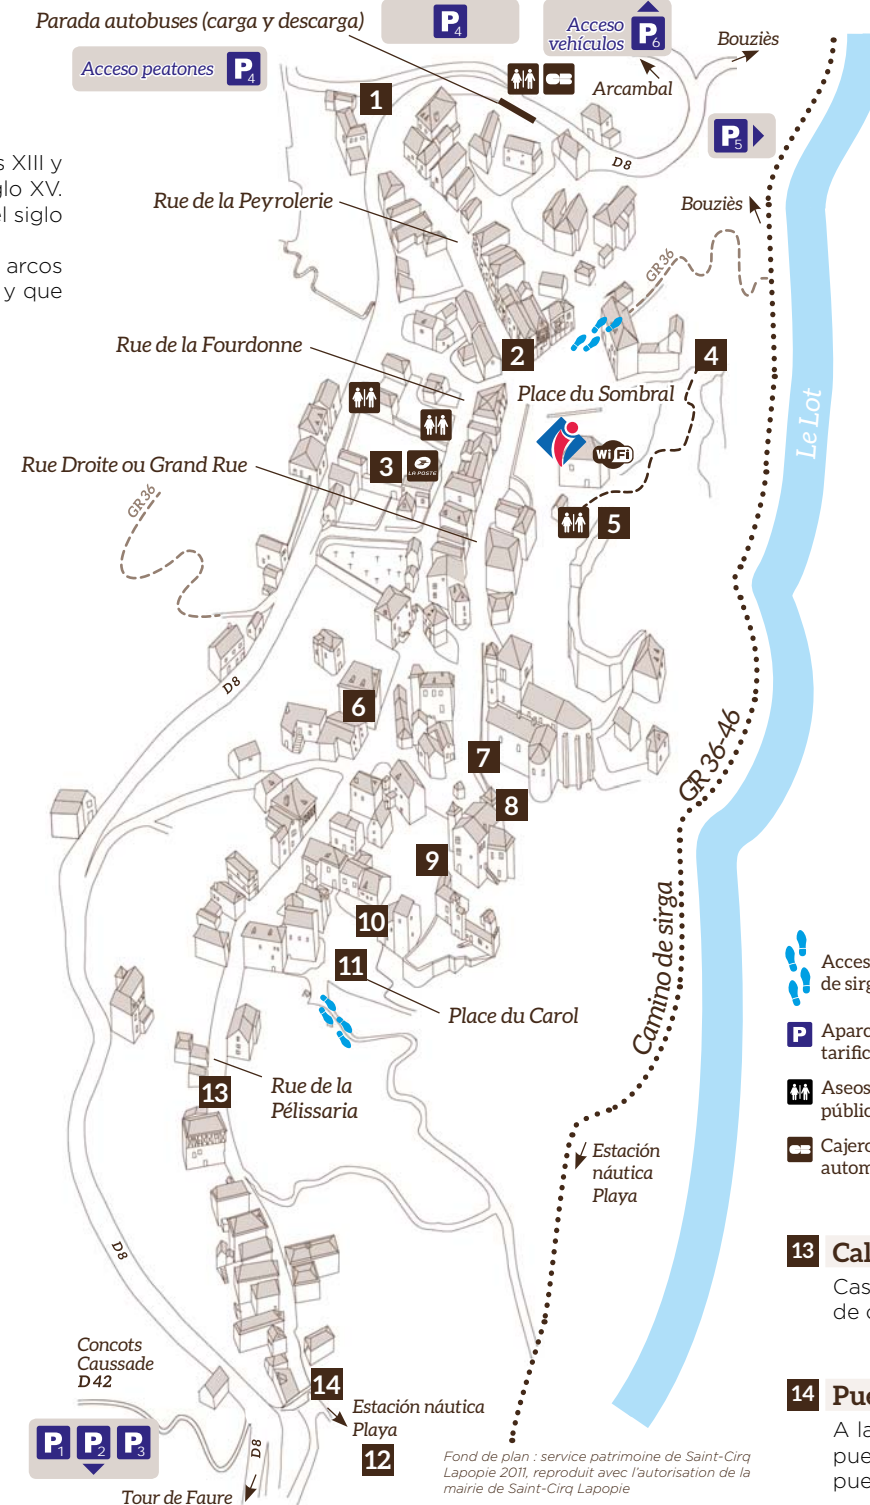 Parada autobuses (carga y descarga)
P4
Acceso
vehículos
P6
Bouziès
Acceso peatones
P4
Arcambal
1
P5
D8
s XIII y
glo XV.
el siglo
Rue de la Peyrolerie
Bouziès
arcos
y que
GR 36
Rue de la Fourdonne
2
4
Place du Sombral
Le Lot
WiFi
Rue Droite ou Grand Rue
3
LA POSTE
GR 36
5
D8
6
GR 36-46
7
8
9
Camino de sirga
10
11
Acces
de sirg
Place du Carol
P
Aparc
tarific
Rue de la
Pélissaria
13
Aseos
públic
Cajero
autom
Estación
náutica
Playa
D8
13 Cal
Cas
de c
Concots
Caussade
D 42
14
Estación náutica
Playa
12
14 Pue
A la
pue
pue
P1 P2 P3
D8
Tour de Faure
Fond de plan : service patrimoine de Saint-Cirq
Lapopie 2011, reproduit avec l'autorisation de la
mairie de Saint-Cirq Lapopie